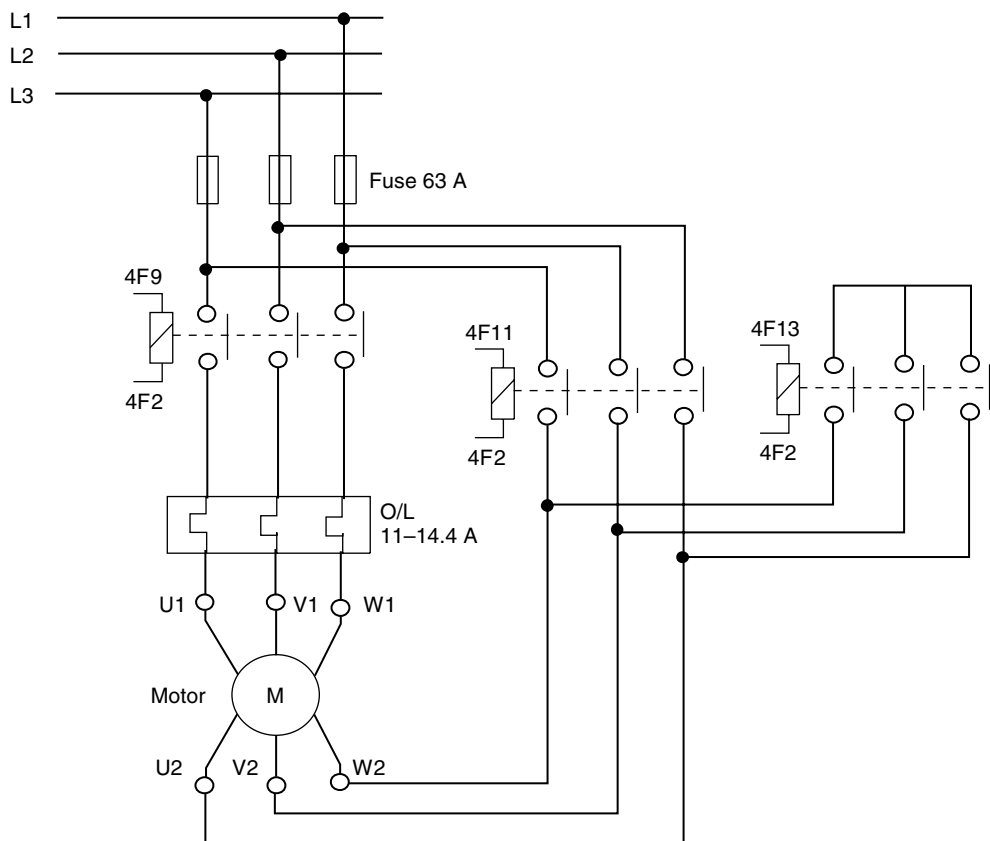 L1
L2
L3
Fuse 63 A
4F9
4F2
4F11
4F2
4F13
4F2
O/L
11–14.4 A
U1
V1
W1
Motor
M
U2
V2
W2